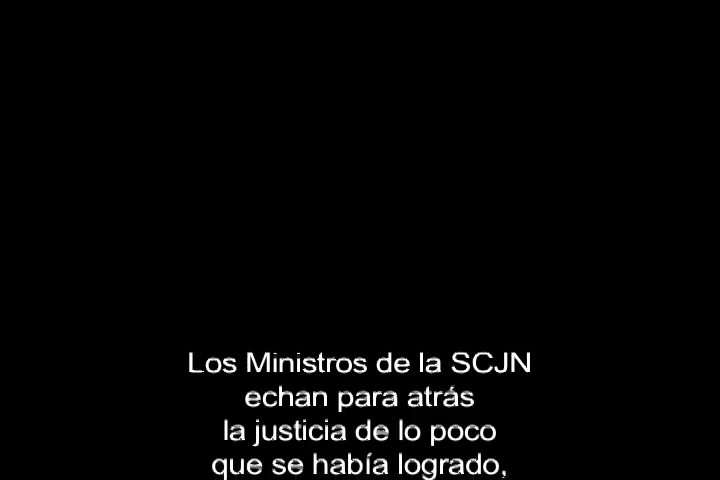 Los Ministros de la SCJN
echan para atrás
la justicia de lo poco
que se había logrado,